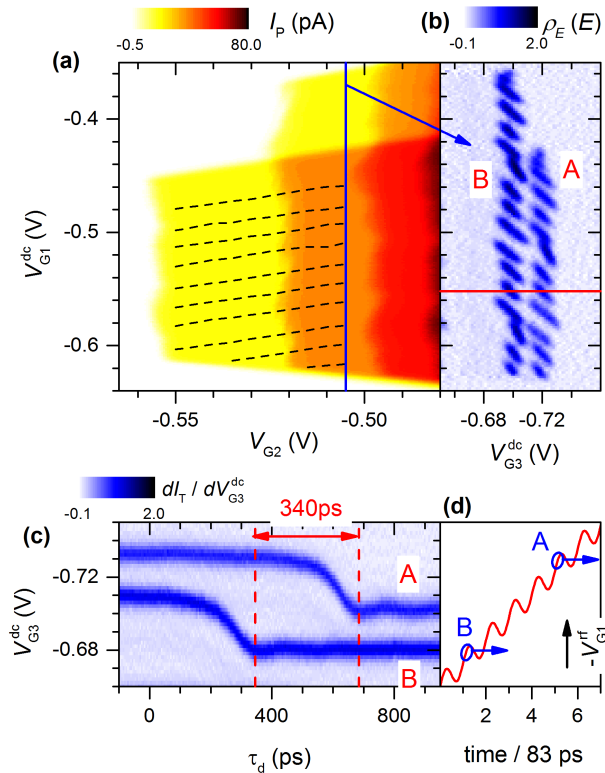 I_P (pA)
-0.5 80.0
(b) ρ_E (E)
-0.1 2.0
(a)
-0.4
-0.5
-0.6
V_G1^dc (V)
B A
-0.55 -0.50
V_G2 (V)
-0.68 -0.72
V_G3^dc (V)
dI_T / dV_G3^dc
-0.1 2.0
340ps
(c) (d)
-0.72
-0.68
V_G3^dc (V)
A
B
0 400 800
τ_d (ps)
A
B
- V_G1^rf
2 4 6
time / 83 ps